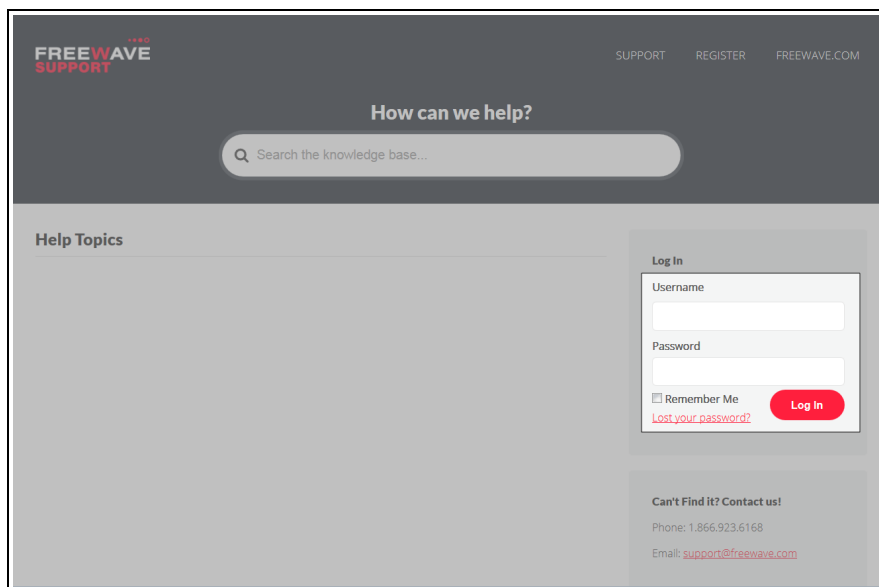 FREEWAVE
SUPPORT
SUPPORT REGISTER FREEWAVE.COM
How can we help?
Search the knowledge base...
Help Topics
Log In
Username
Password
Remember Me
Log In
Lost your password?
Can't Find it? Contact us!
Phone: 1.866.923.6168
Email: support@freewave.com